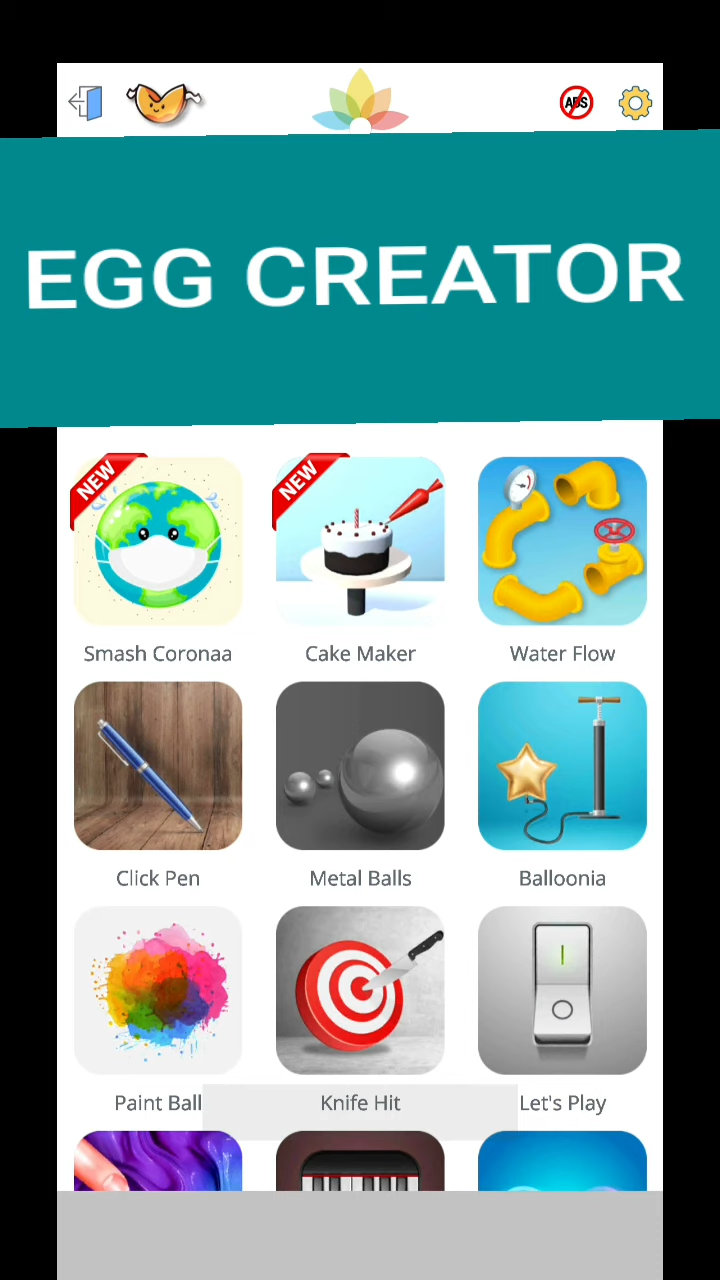 ADS
EGG CREATOR
NEW
NEW
Smash Coronaa
Cake Maker
Water Flow
Click Pen
Metal Balls
Balloonia
Paint Ball
Knife Hit
Let's Play